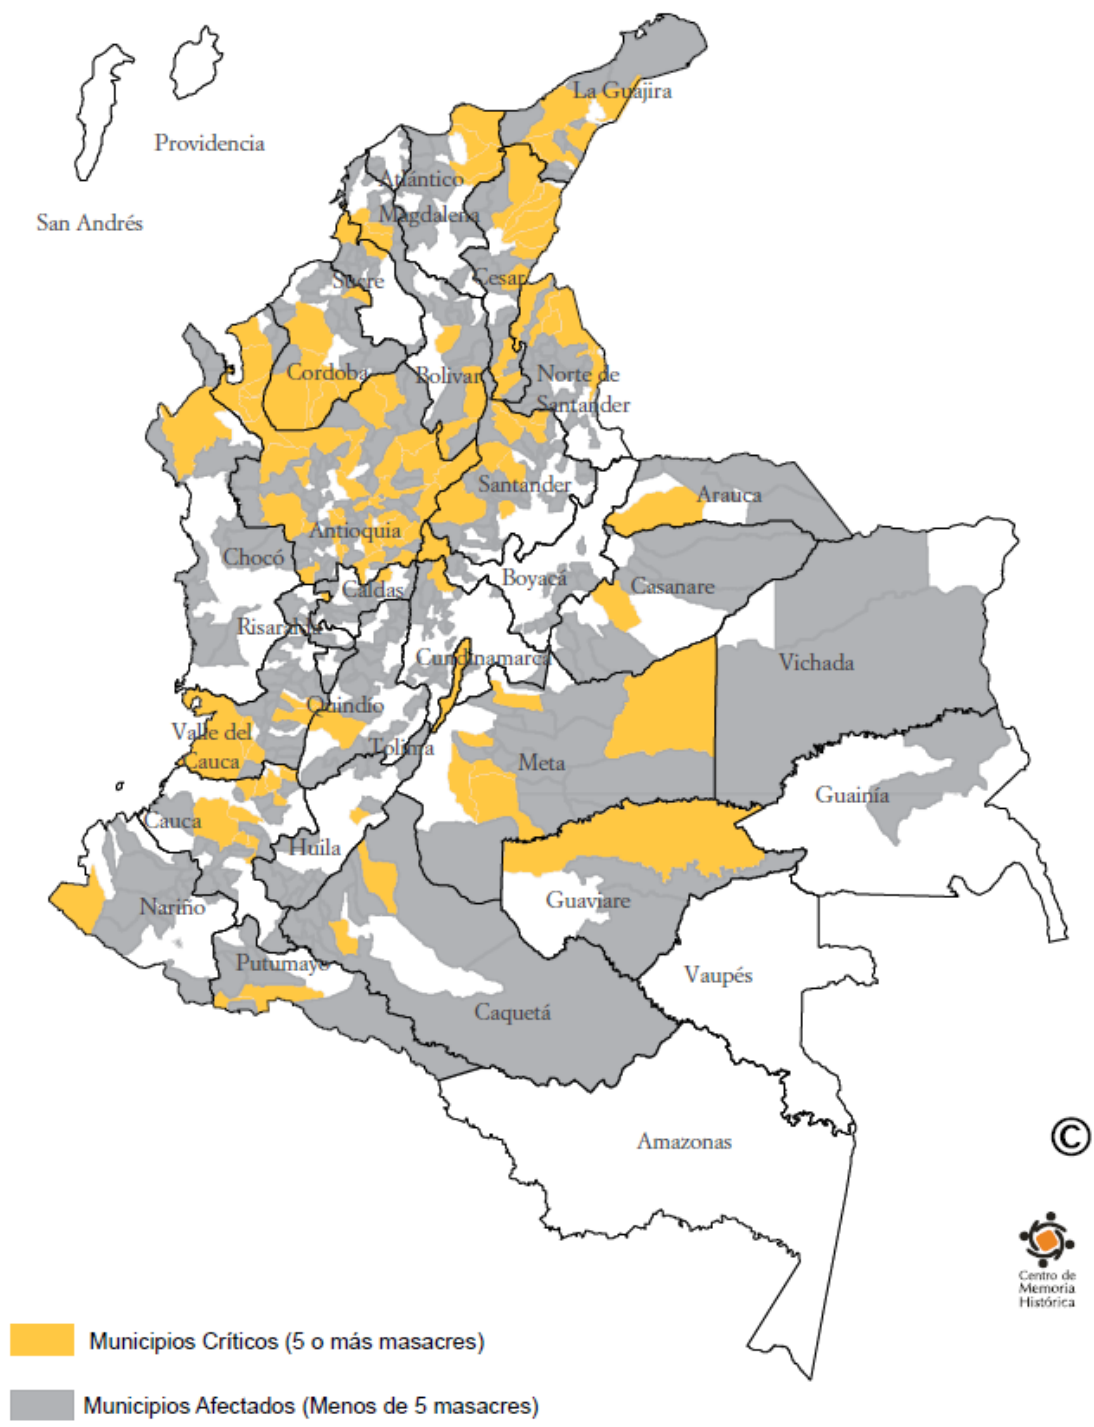 La Guajira
Providencia
Atlántico
San Andrés
Magdalena
Sucre
Cesar
Cordoba
Bolivar
Norte de
Santander
Santander
Arauca
Antioquia
Chocó
Caldas
Boyacá
Casanare
Risaralda
Cundinamarca
Vichada
Quindío
Valle del
Cauca
Tolima
Meta
Guainía
Cauca
Huila
Nariño
Guaviare
Putumayo
Vaupés
Caquetá
Amazonas
©
Centro de
Memoria
Histórica
Municipios Críticos (5 o más masacres)
Municipios Afectados (Menos de 5 masacres)